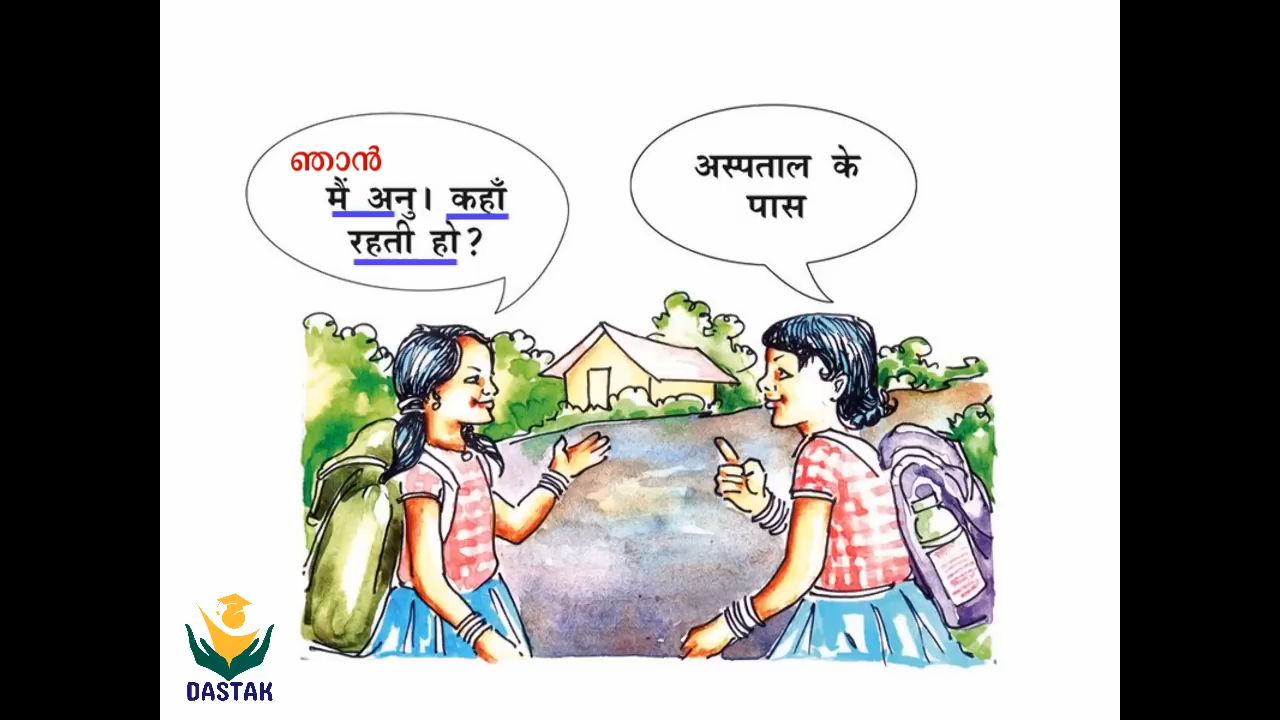 ഞാൻ
मैं अनु। कहाँ
रहती हो?
अस्पताल के
पास
DASTAK